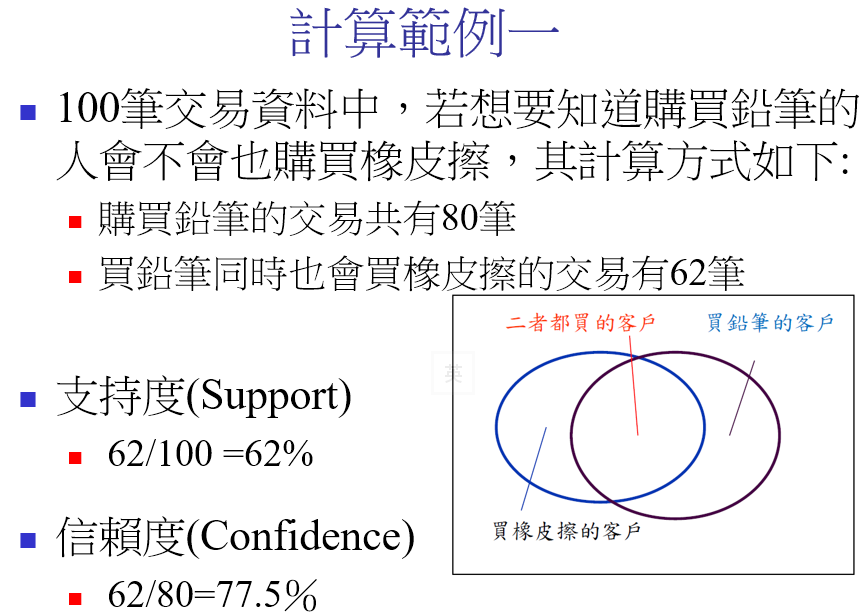 計算範例一
100筆交易資料中，若想要知道購買鉛筆的
人會不會也購買橡皮擦，其計算方式如下:
購買鉛筆的交易共有80筆
買鉛筆同時也會買橡皮擦的交易有62筆
二者都買的客戶
買鉛筆的客戶
英
買橡皮擦的客戶
支持度(Support)
62/100 =62%
信賴度(Confidence)
62/80=77.5％